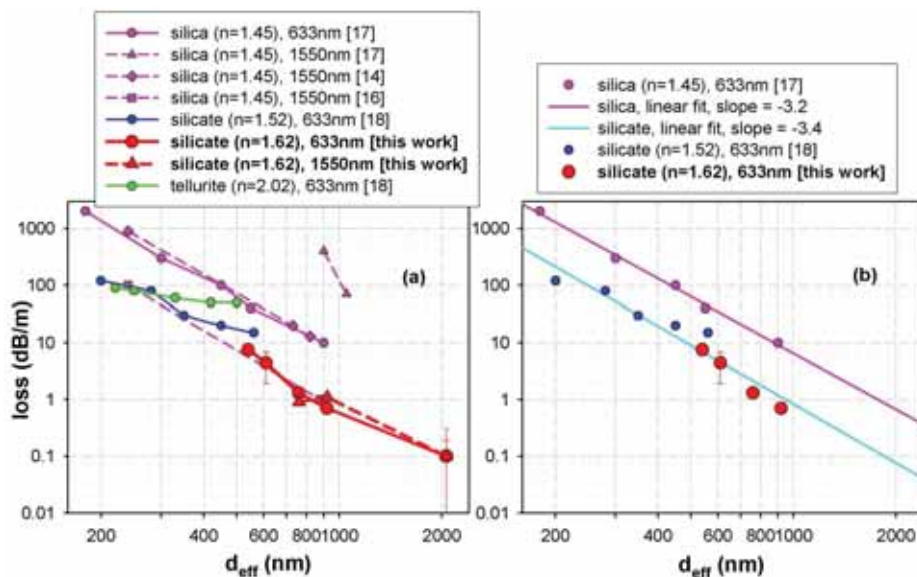 silica (n=1.45), 633nm [17]
silica (n=1.45), 1550nm [17]
silica (n=1.45), 1550nm [14]
silica (n=1.45), 1550nm [16]
silicate (n=1.52), 633nm [18]
silicate (n=1.62), 633nm [this work]
silicate (n=1.62), 1550nm [this work]
tellurite (n=2.02), 633nm [18]
silica (n=1.45), 633nm [17]
silica, linear fit, slope = -3.2
silicate, linear fit, slope = -3.4
silicate (n=1.52), 633nm [18]
silicate (n=1.62), 633nm [this work]
loss (dB/m)
1000
100
10
1
0.1
0.01
(a)
200
400
600
800
1000
2000
d_eff (nm)
1000
100
10
1
0.1
0.01
(b)
200
400
600
800
1000
2000
d_eff (nm)